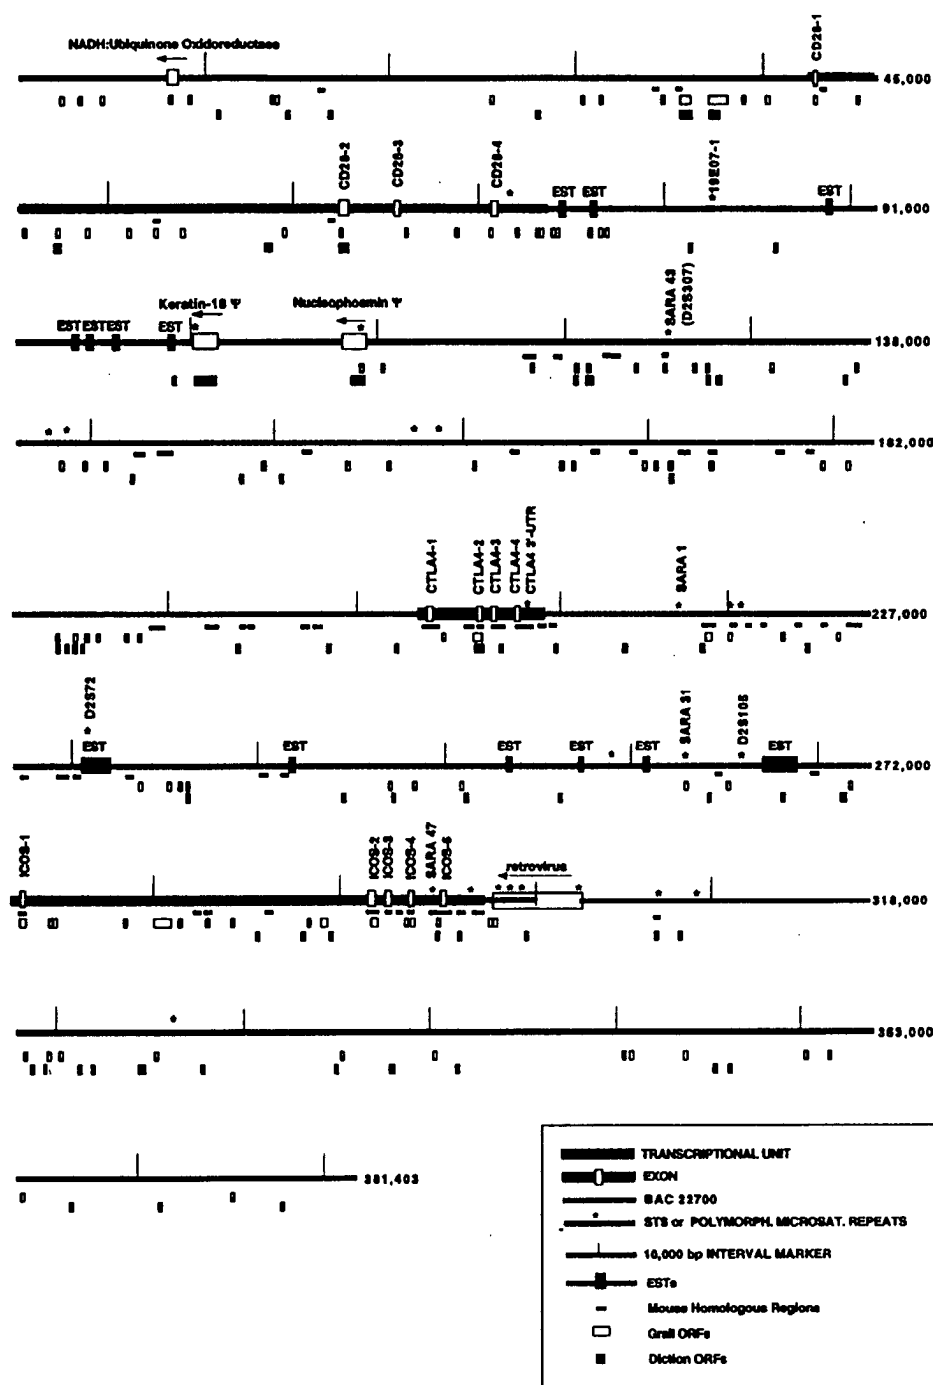 NADH:Ubiquinone Oxidoreductase
CD28-1
45,000
CD28-2
CD28-3
CD28-4
EST
EST
*19E07-1
EST
91,000
Keratin-18 Ψ
Nucleophosmin Ψ
SARA 43
(D2S307)
EST
EST
EST
EST
138,000
182,000
CTLA4-1
CTLA4-2
CTLA4-3
CTLA4-4
CTLA4 3'-UTR
SARA 1
227,000
D2S72
EST
EST
EST
EST
EST
SARA 31
D2S105
EST
272,000
ICOS-1
ICOS-2
ICOS-3
ICOS-4
SARA 47
ICOS-5
retrovirus
318,000
363,000
381,403
TRANSCRIPTIONAL UNIT
EXON
BAC 22700
STS or POLYMORPH. MICROSAT. REPEATS
10,000 bp INTERVAL MARKER
ESTs
Mouse Homologous Regions
Grail ORFs
Diction ORFs